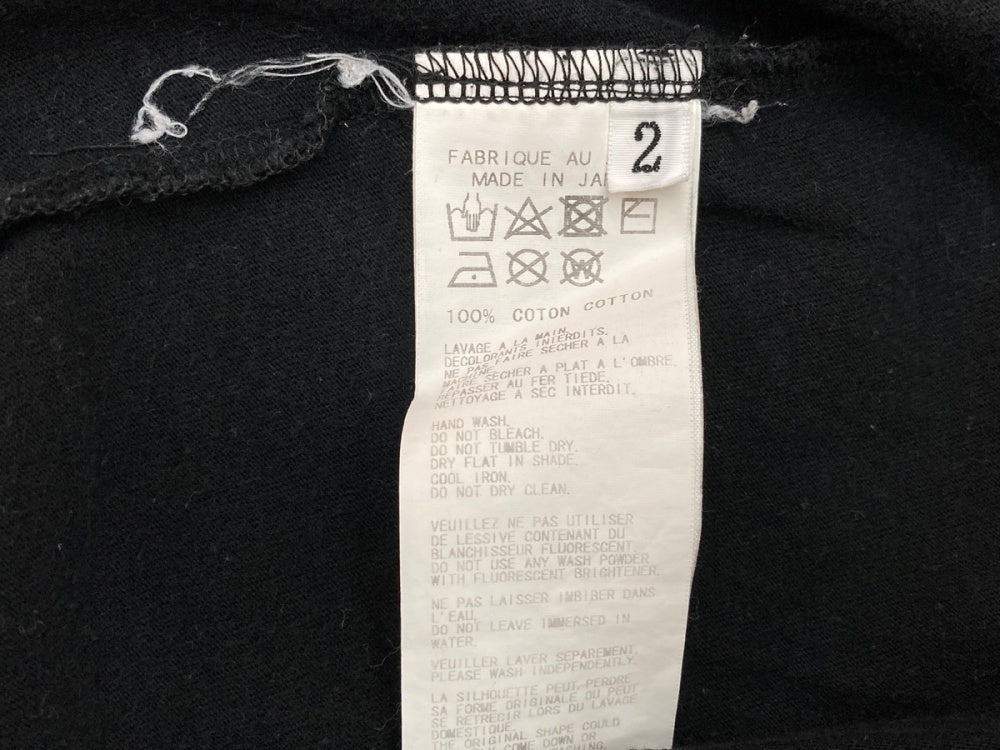 2
FABRIQUE AU
MADE IN JA
100% COTON COTTON
LAVAGE A LA MAIN.
DECOLORANTS INTERDITS.
NE PAS FAIRE SECHER A LA
MACHINE.
FAIRE SECHER A PLAT A L'OMBRE.
REPASSER AU FER TIEDE.
NETTOYAGE A SEC INTERDIT.
HAND WASH.
DO NOT BLEACH.
DO NOT TUMBLE DRY.
DRY FLAT IN SHADE.
COOL IRON.
DO NOT DRY CLEAN.
VEUILLEZ NE PAS UTILISER
DE LESSIVE CONTENANT DU
BLANCHISSEUR FLUORESCENT.
DO NOT USE ANY WASH POWDER
WITH FLUORESCENT BRIGHTENER.
NE PAS LAISSER IMBIBER DANS
L'EAU.
DO NOT LEAVE IMMERSED IN
WATER.
VEUILLER LAVER SEPAREMENT.
PLEASE WASH INDEPENDENTLY.
LA SILHOUETTE PEUT PERDRE
SA FORME ORIGINALE OU PEUT
SE RETRECIR LORS DU LAVAGE
DOMESTIQUE.
THE ORIGINAL SHAPE COULD
COME DOWN OR